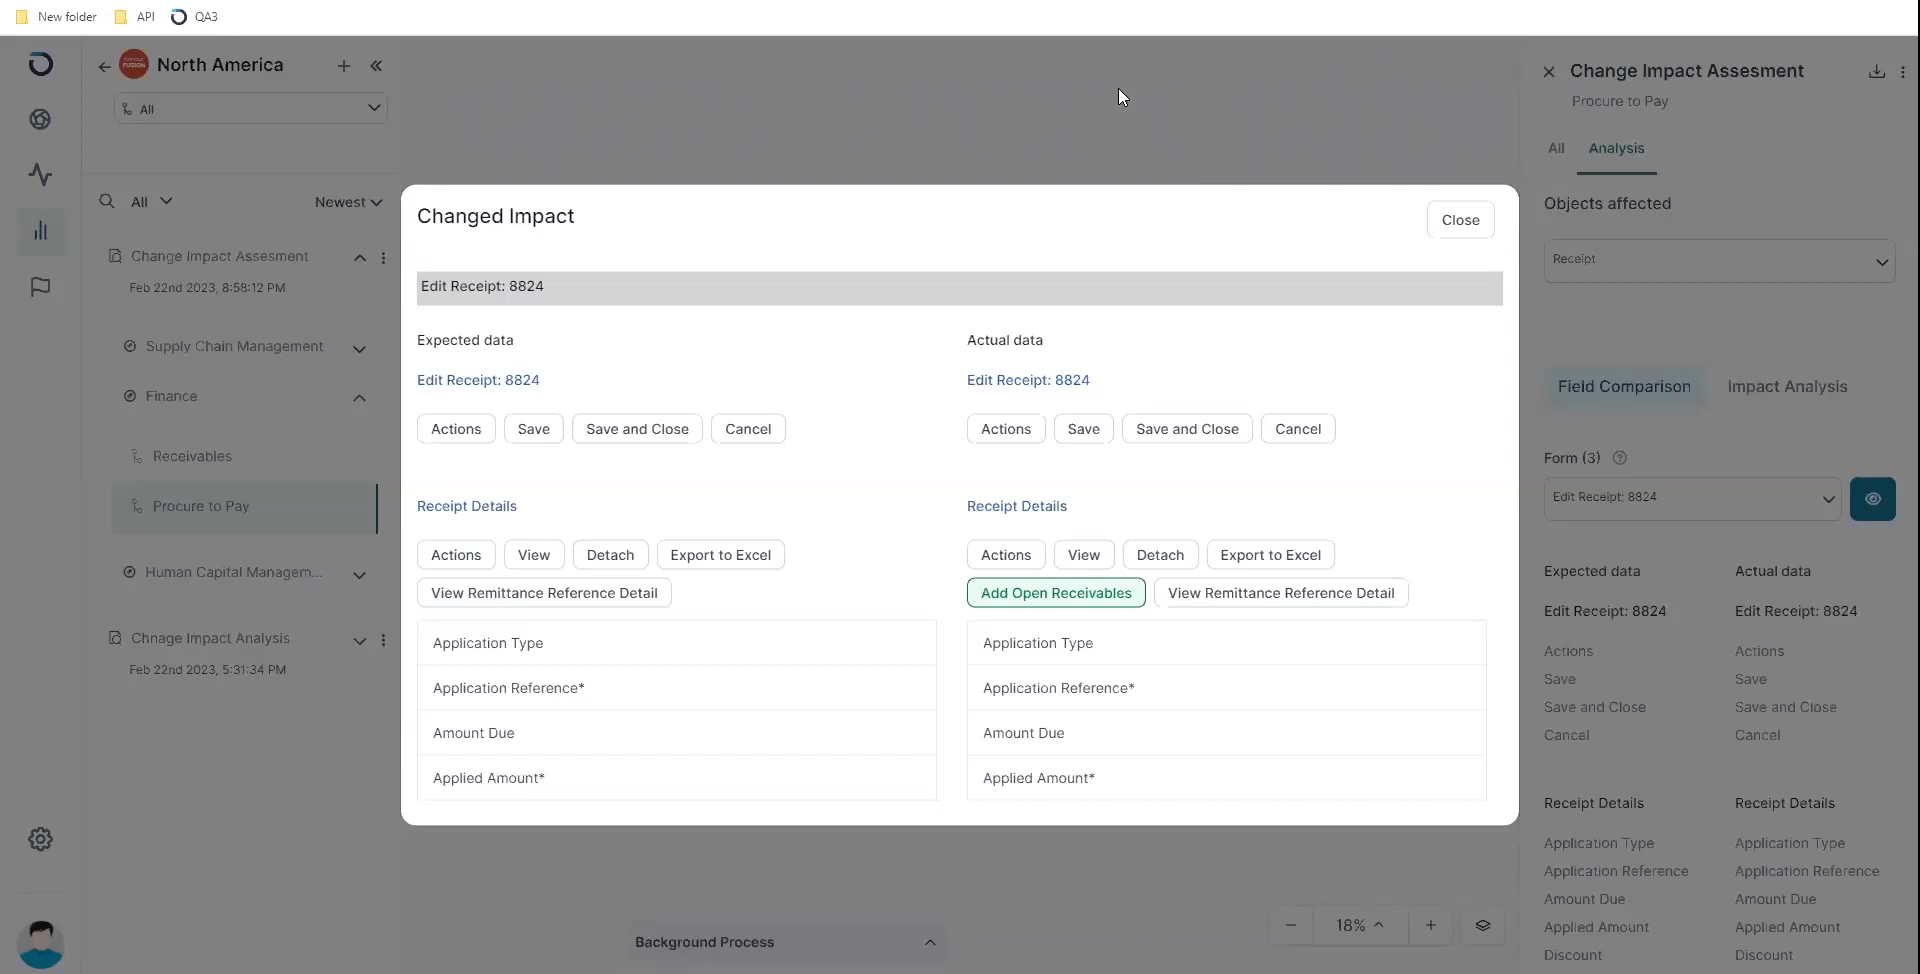 New folder
API
QA3
North America
All
All
Newest
Change Impact Assesment
Feb 22nd 2023, 8:58:12 PM
Supply Chain Management
Finance
Receivables
Procure to Pay
Human Capital Managem...
Chnage Impact Analysis
Feb 22nd 2023, 5:31:34 PM
Changed Impact
Close
Edit Receipt: 8824
Expected data
Edit Receipt: 8824
Actions Save Save and Close Cancel
Receipt Details
Actions View Detach Export to Excel
View Remittance Reference Detail
Application Type
Application Reference*
Amount Due
Applied Amount*
Actual data
Edit Receipt: 8824
Actions Save Save and Close Cancel
Receipt Details
Actions View Detach Export to Excel
Add Open Receivables View Remittance Reference Detail
Application Type
Application Reference*
Amount Due
Applied Amount*
Background Process
18%
Change Impact Assesment
Procure to Pay
All Analysis
Objects affected
Receipt
Field Comparison Impact Analysis
Form (3)
Edit Receipt: 8824
Expected data Actual data
Edit Receipt: 8824 Edit Receipt: 8824
Actions Actions
Save Save
Save and Close Save and Close
Cancel Cancel
Receipt Details Receipt Details
Application Type Application Type
Application Reference Application Reference
Amount Due Amount Due
Applied Amount Applied Amount
Discount Discount